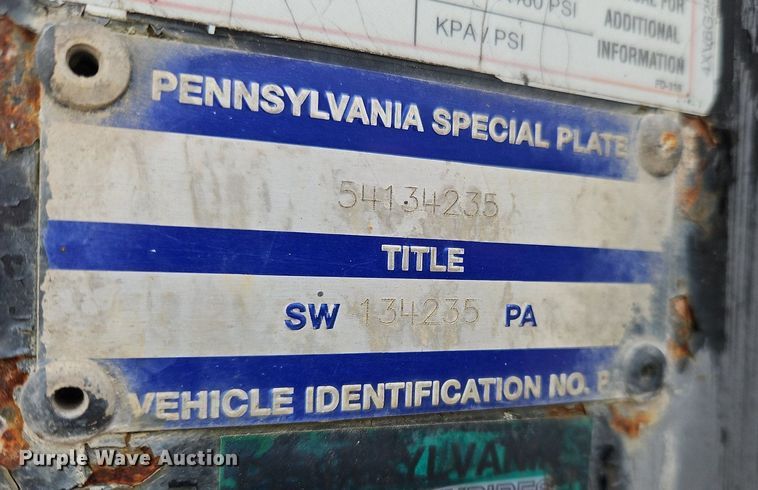 KPA / PSI
ADDITIONAL
INFORMATION
PENNSYLVANIA SPECIAL PLATE
54134235
TITLE
SW 134235 PA
VEHICLE IDENTIFICATION NO.
Purple Wave Auction